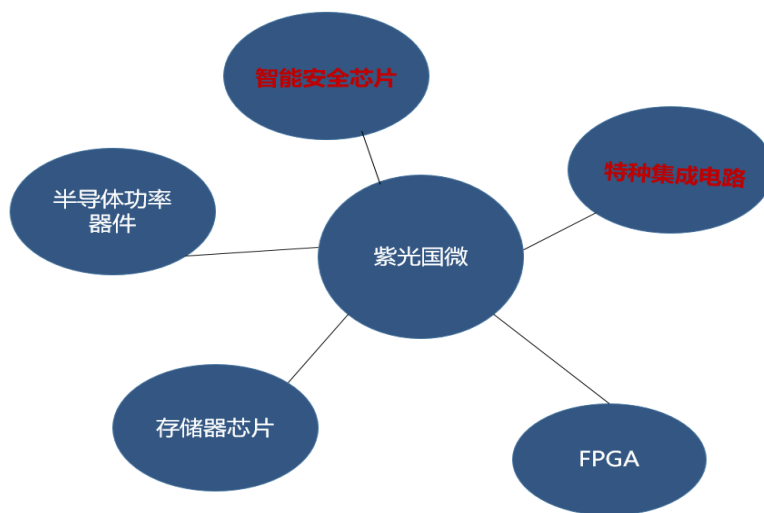 智能安全芯片
特种集成电路
半导体功率
器件
紫光国微
存储器芯片
FPGA